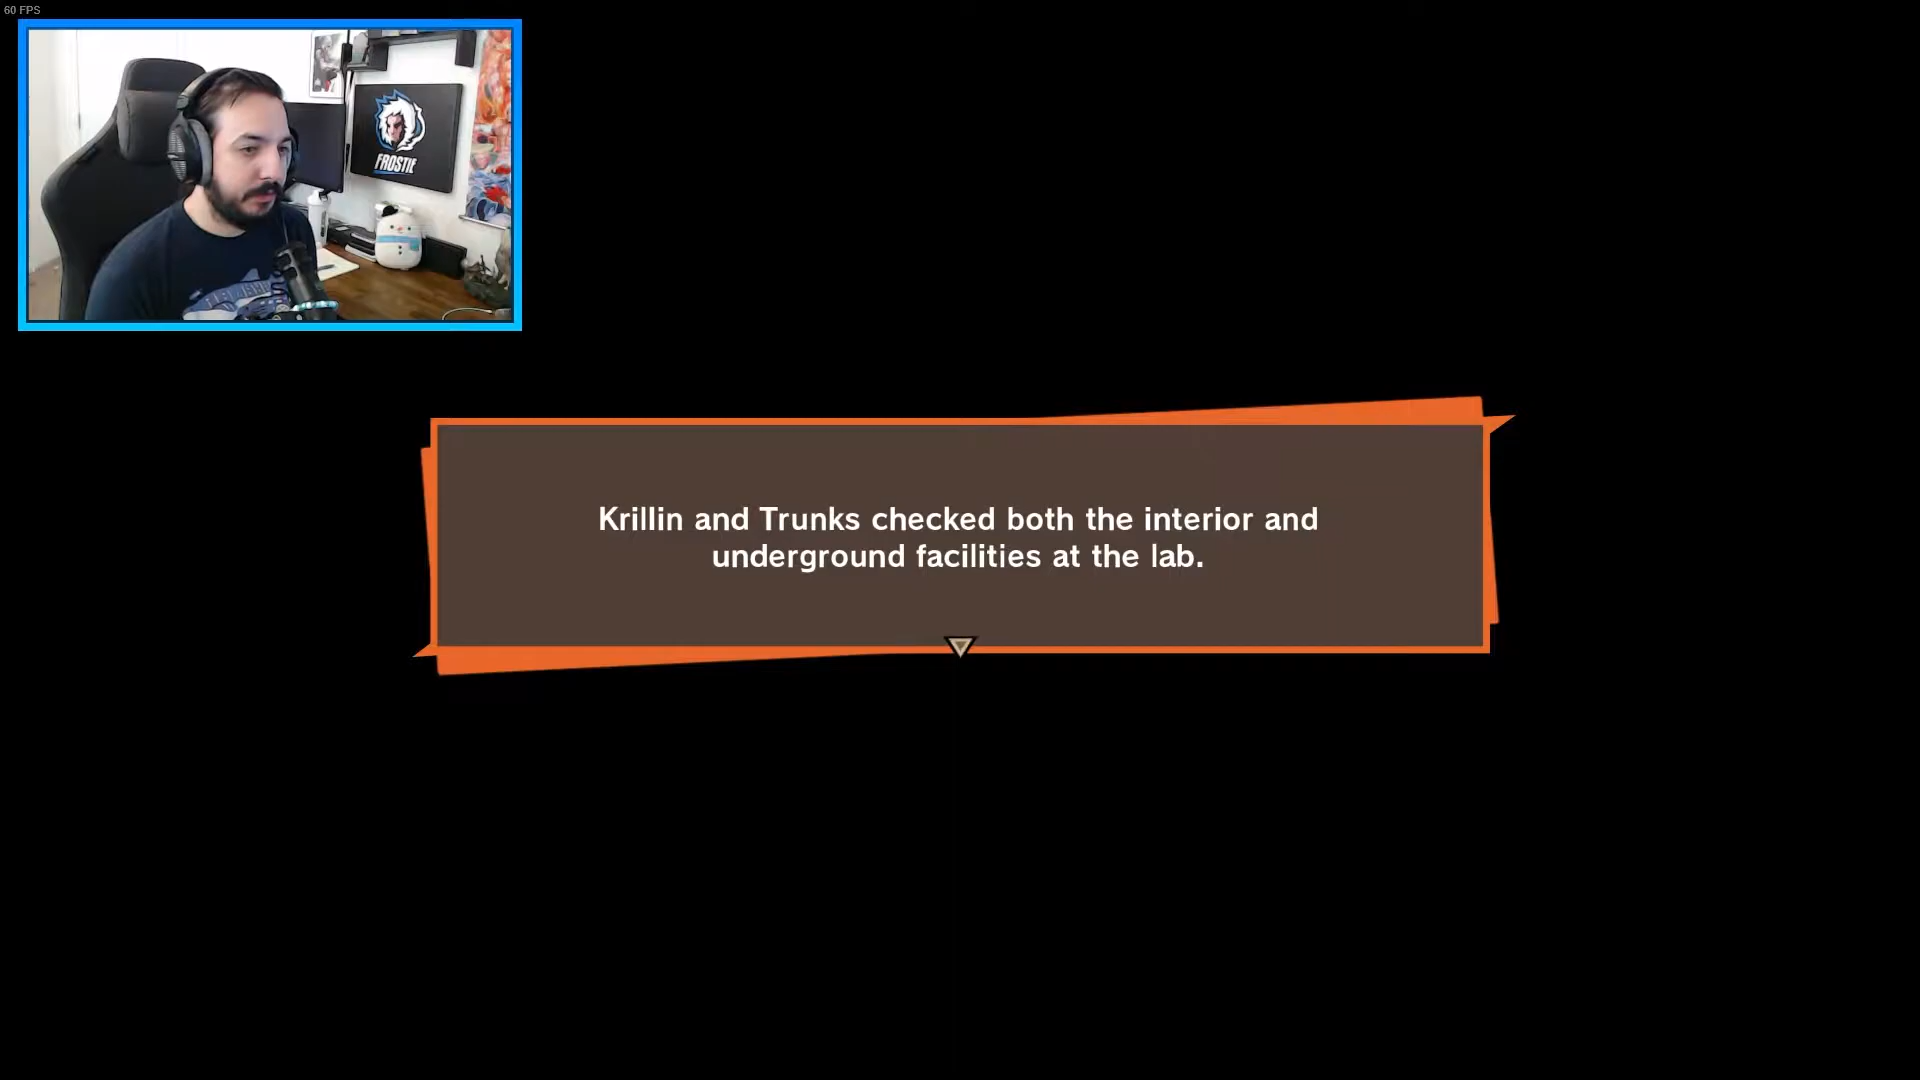 60 FPS
FROSTIE
Krillin and Trunks checked both the interior and
underground facilities at the lab.